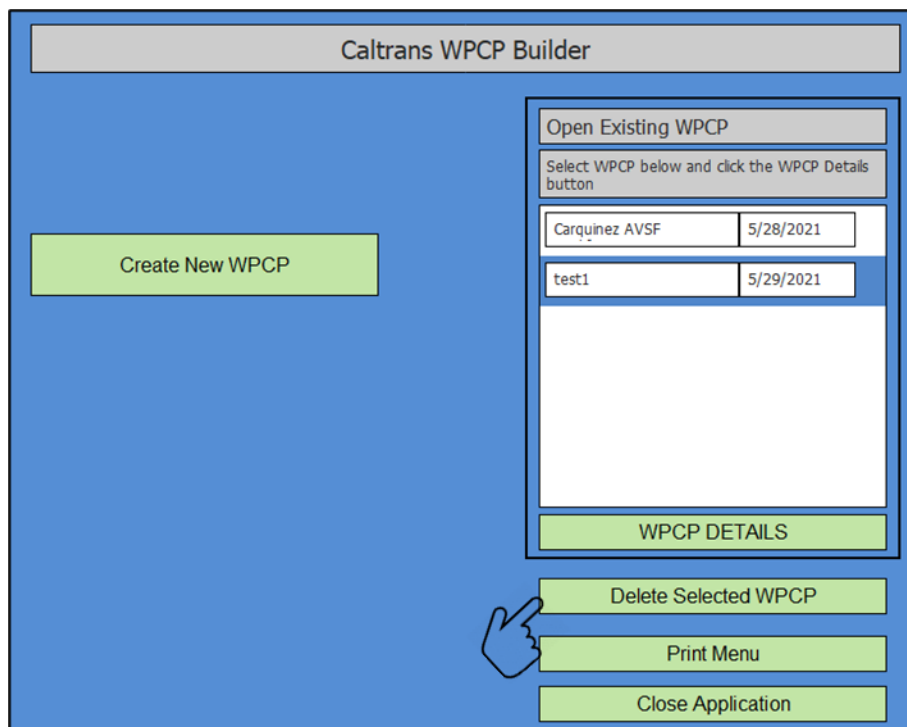 Caltrans WPCP Builder
Open Existing WPCP
Select WPCP below and click the WPCP Details
button
Carquinez AVSF
5/28/2021
Create New WPCP
test1
5/29/2021
WPCP DETAILS
Delete Selected WPCP
Print Menu
Close Application